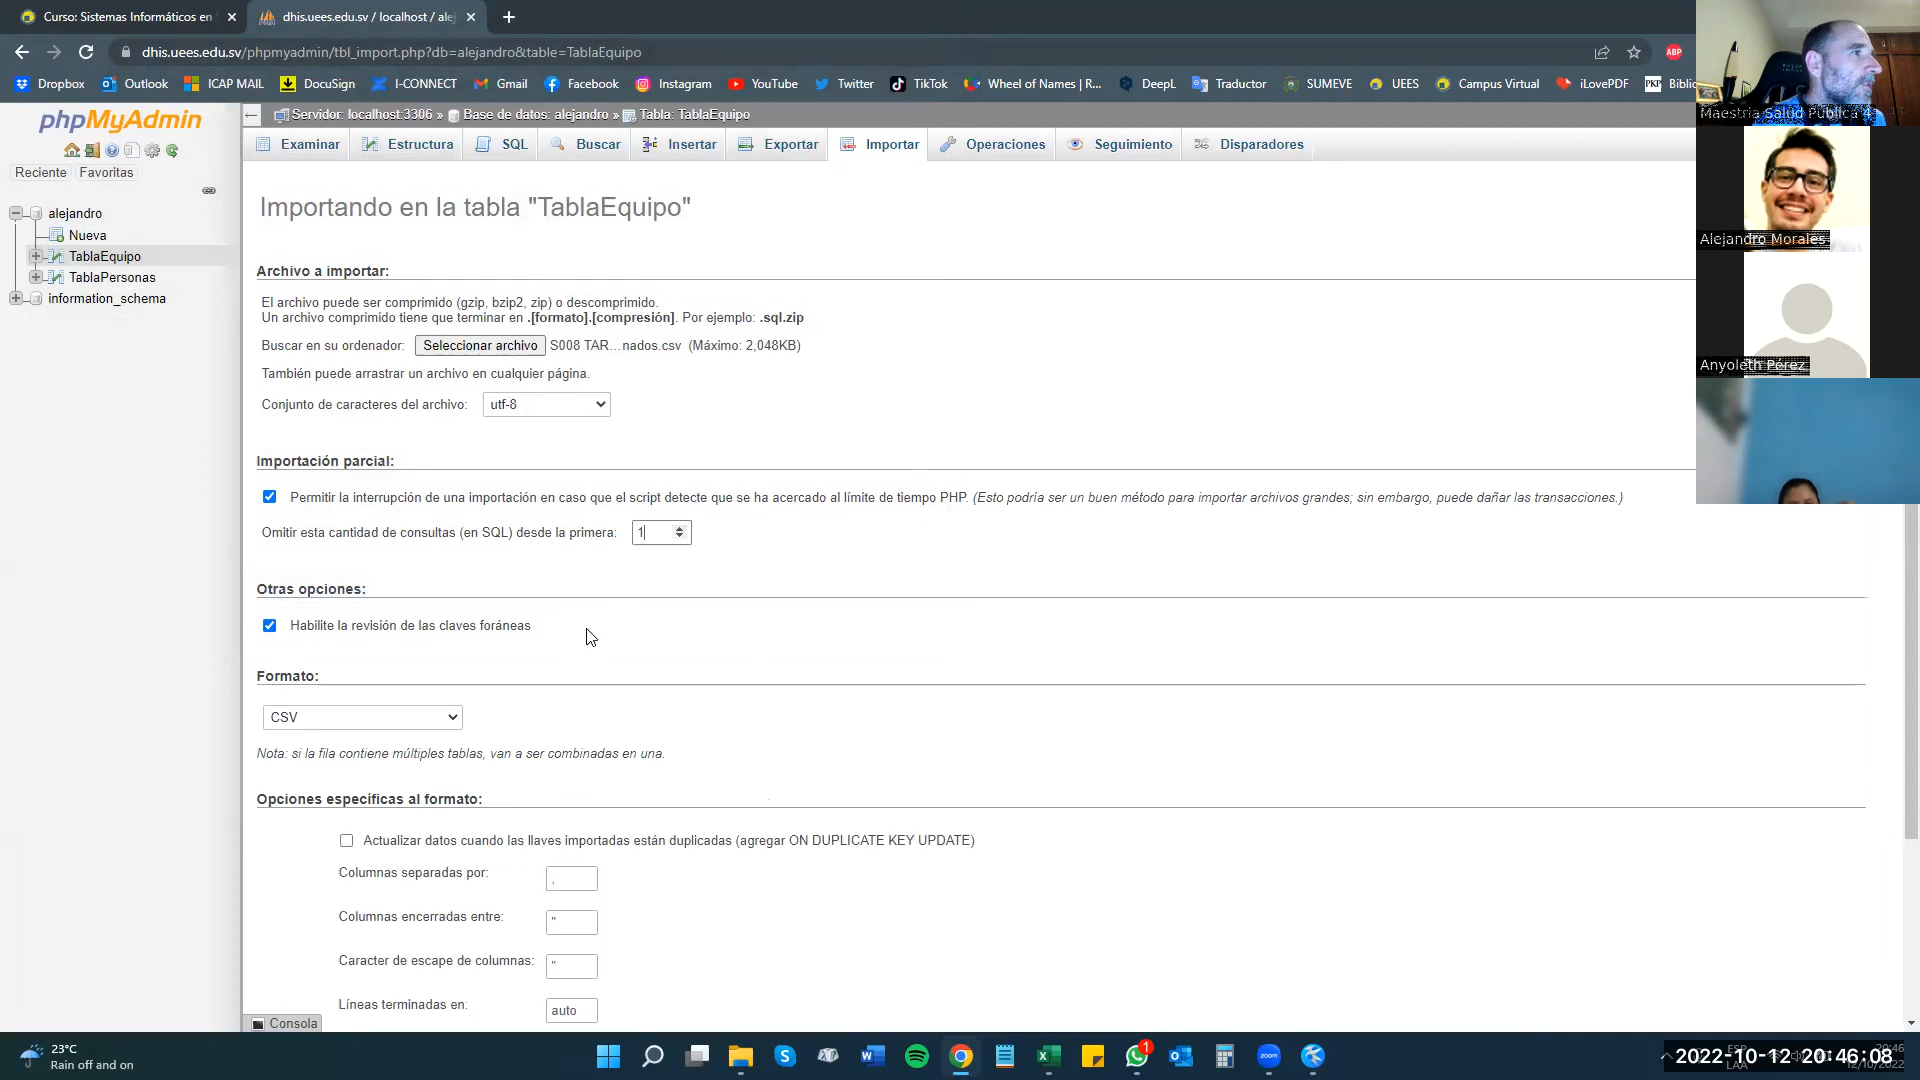 Curso: Sistemas Informáticos en
dhis.uees.edu.sv / localhost / ale
dhis.uees.edu.sv/phpmyadmin/tbl_import.php?db=alejandro&table=TablaEquipo
ABP
Dropbox
Outlook
ICAP MAIL
DocuSign
I-CONNECT
Gmail
Facebook
Instagram
YouTube
Twitter
TikTok
Wheel of Names | R...
DeepL
Traductor
SUMEVE
UEES
Campus Virtual
iLovePDF
PKP
phpMyAdmin
Reciente
Favoritas
alejandro
Nueva
TablaEquipo
TablaPersonas
information_schema
Servidor: localhost:3306 » Base de datos: alejandro » Tabla: TablaEquipo
Examinar
Estructura
SQL
Buscar
Insertar
Exportar
Importar
Operaciones
Seguimiento
Disparadores
Importando en la tabla "TablaEquipo"
Archivo a importar:
El archivo puede ser comprimido (gzip, bzip2, zip) o descomprimido.
Un archivo comprimido tiene que terminar en .[formato].[compresión]. Por ejemplo: .sql.zip
Buscar en su ordenador: Seleccionar archivo S008 TAR...nados.csv (Máximo: 2,048KB)
También puede arrastrar un archivo en cualquier página.
Conjunto de caracteres del archivo: utf-8
Importación parcial:
Permitir la interrupción de una importación en caso que el script detecte que se ha acercado al límite de tiempo PHP. (Esto podría ser un buen método para importar archivos grandes; sin embargo, puede dañar las transacciones.)
Omitir esta cantidad de consultas (en SQL) desde la primera: 1
Otras opciones:
Habilite la revisión de las claves foráneas
Formato:
CSV
Nota: si la fila contiene múltiples tablas, van a ser combinadas en una.
Opciones específicas al formato:
Actualizar datos cuando las llaves importadas están duplicadas (agregar ON DUPLICATE KEY UPDATE)
Columnas separadas por: ,
Columnas encerradas entre: "
Caracter de escape de columnas: "
Líneas terminadas en: auto
Consola
Maestria Salud Publica 4
Alejandro Morales
Anyoleth Pérez
23°C
Rain off and on
1
zoom
2022-10-12 20:46:08